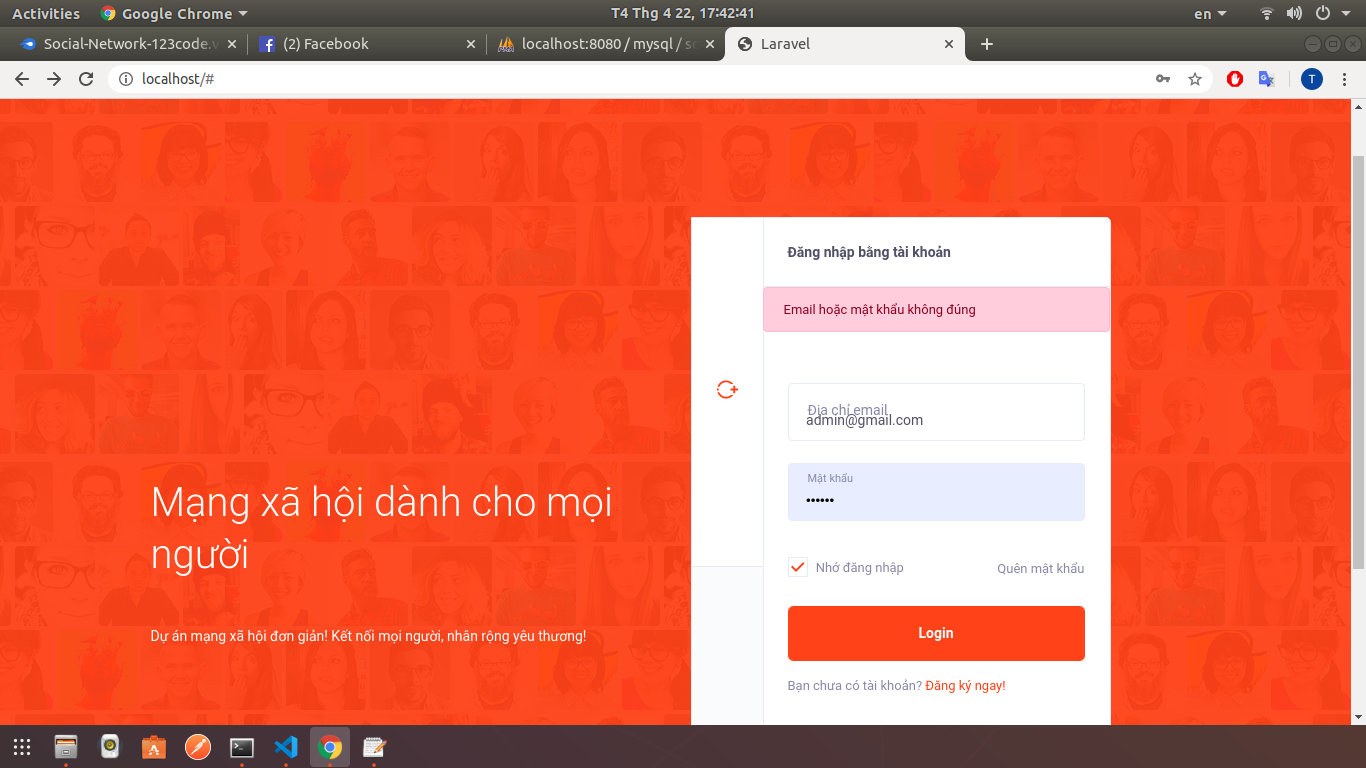 Activities
Google Chrome
T4 Thg 4 22, 17:42:41
en
Social-Network-123code.v
(2) Facebook
localhost:8080 / mysql / so
Laravel
localhost/#
T
Đăng nhập bằng tài khoản
Email hoặc mật khẩu không đúng
Địa chỉ email
admin@gmail.com
Mật khẩu
••••••
Nhớ đăng nhập
Quên mật khẩu
Login
Bạn chưa có tài khoản? Đăng ký ngay!
Mạng xã hội dành cho mọi
người
Dự án mạng xã hội đơn giản! Kết nối mọi người, nhân rộng yêu thương!